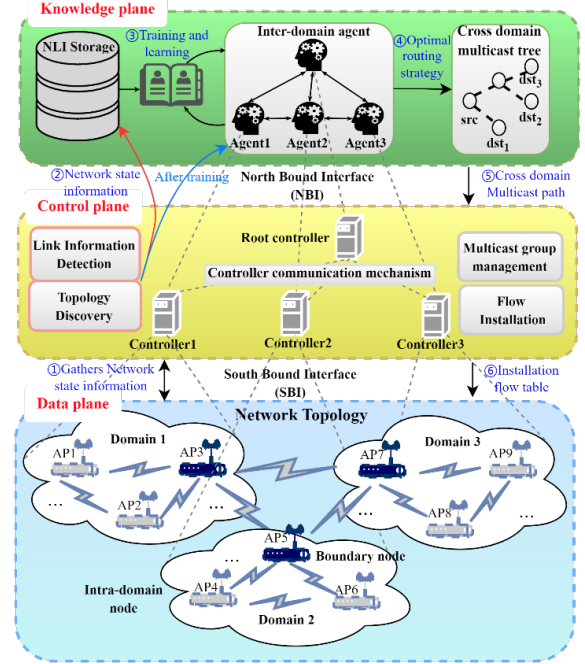 Knowledge plane
NLI Storage
③Training and
learning
Inter-domain agent
Agent1
Agent2
Agent3
④Optimal
routing
strategy
Cross domain
multicast tree
dst3
src
dst2
dst1
②Network state
information
After training
North Bound Interface
(NBI)
⑤Cross domain
Multicast path
Control plane
Link Information
Detection
Topology
Discovery
Root controller
Controller communication mechanism
Multicast group
management
Flow
Installation
Controller1
Controller2
Controller3
①Gathers Network
state information
South Bound Interface
(SBI)
⑥Installation
flow table
Data plane
Network Topology
Domain 1
AP1
AP3
AP2
...
...
Domain 3
AP7
AP9
AP8
...
...
AP5
Boundary node
...
...
Intra-domain
node
AP4
AP6
Domain 2